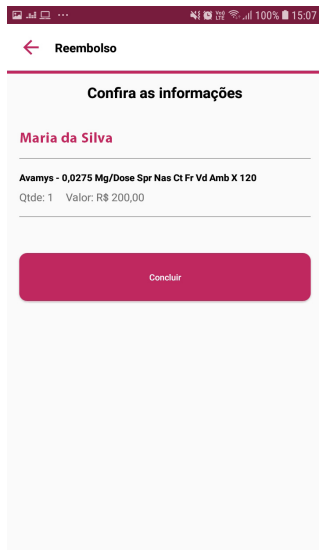 100% 15:07
Reembolso
Confira as informações
Maria da Silva
Avamys - 0,0275 Mg/Dose Spr Nas Ct Fr Vd Amb X 120
Qtde: 1 Valor: R$ 200,00
Concluir